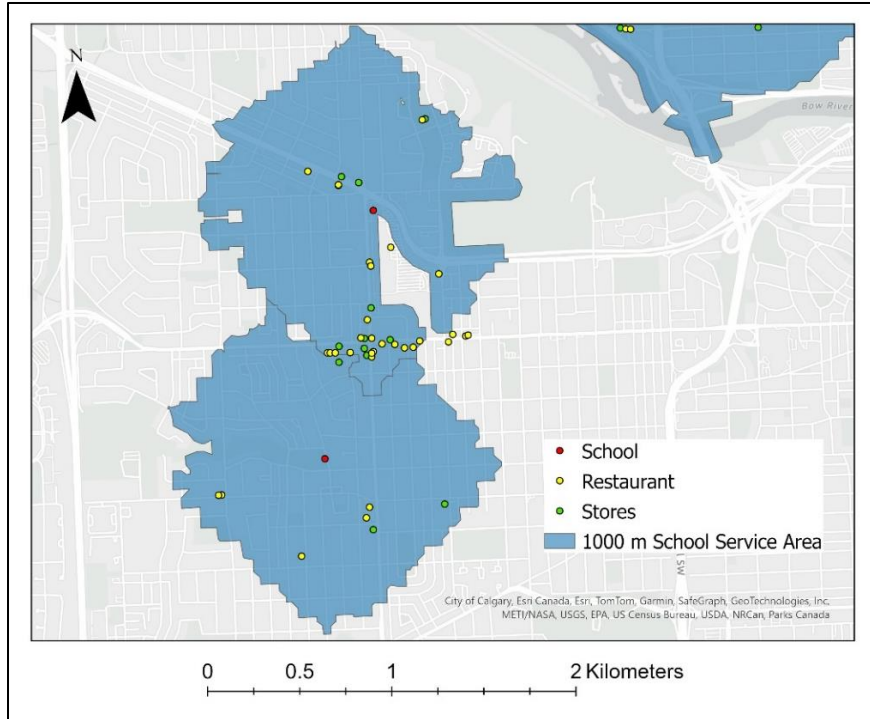 N
Bow River
School
Restaurant
Stores
1000 m School Service Area
l SW
City of Calgary, Esri Canada, Esri, TomTom, Garmin, SafeGraph, GeoTechnologies, Inc,
METI/NASA, USGS, EPA, US Census Bureau, USDA, NRCan, Parks Canada
0 0.5 1 2 Kilometers